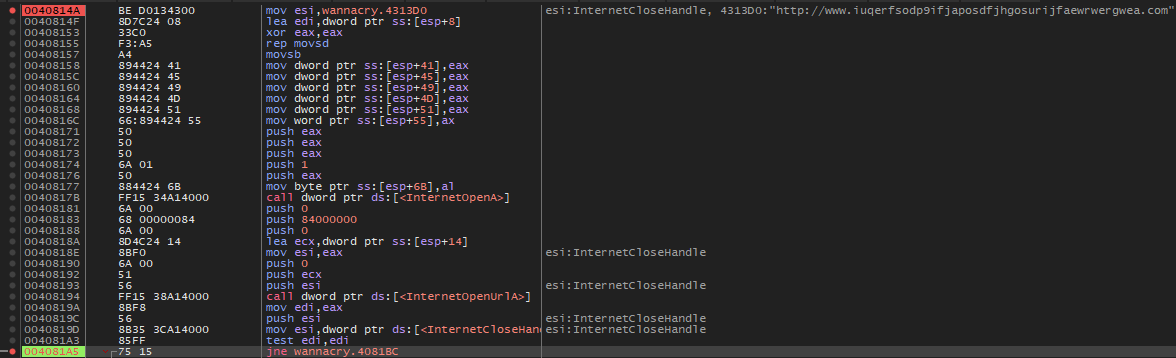 0040814A BE D0134300 mov esi,wannacry.4313D0 esi:InternetCloseHandle, 4313D0:"http://www.iuqerfsodp9ifjaposdfjhgosurijfaewrwergwea.com"
0040814F 8D7C24 08 lea edi,dword ptr ss:[esp+8]
00408153 33C0 xor eax,eax
00408155 F3:A5 rep movsd
00408157 A4 movsb
00408158 894424 41 mov dword ptr ss:[esp+41],eax
0040815C 894424 45 mov dword ptr ss:[esp+45],eax
00408160 894424 49 mov dword ptr ss:[esp+49],eax
00408164 894424 4D mov dword ptr ss:[esp+4D],eax
00408168 894424 51 mov dword ptr ss:[esp+51],eax
0040816C 66:894424 55 mov word ptr ss:[esp+55],ax
00408171 50 push eax
00408172 50 push eax
00408173 50 push eax
00408174 6A 01 push 1
00408176 50 push eax
00408177 884424 6B mov byte ptr ss:[esp+6B],al
0040817B FF15 34A14000 call dword ptr ds:[<InternetOpenA>]
00408181 6A 00 push 0
00408183 68 00000084 push 84000000
00408188 6A 00 push 0
0040818A 8D4C24 14 lea ecx,dword ptr ss:[esp+14]
0040818E 8BF0 mov esi,eax esi:InternetCloseHandle
00408190 6A 00 push 0
00408192 51 push ecx
00408193 56 push esi esi:InternetCloseHandle
00408194 FF15 38A14000 call dword ptr ds:[<InternetOpenUrlA>]
0040819A 8BF8 mov edi,eax
0040819C 56 push esi esi:InternetCloseHandle
0040819D 8B35 3CA14000 mov esi,dword ptr ds:[<InternetCloseHan esi:InternetCloseHandle
004081A3 85FF test edi,edi
004081A5 75 15 jne wannacry.4081BC